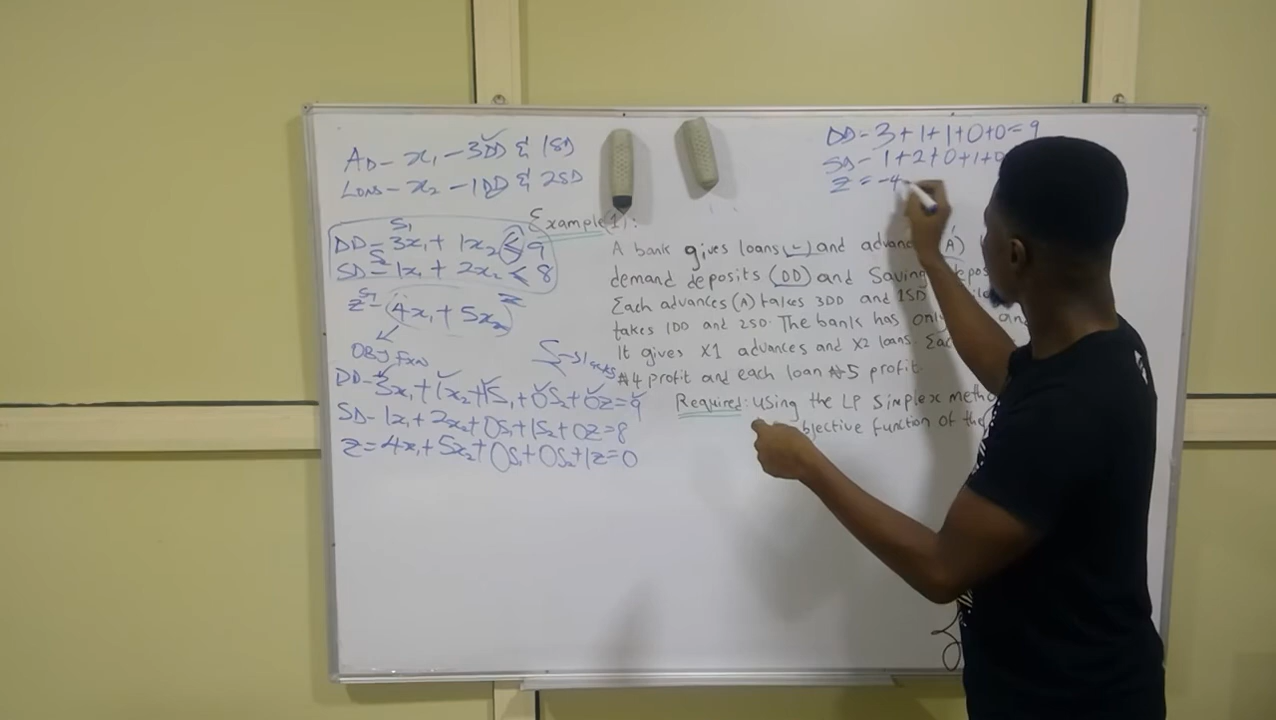 AD - x₁ - 3DD & 1SD
LOANS - x₂ - 1DD & 2SD
S₁
DD = 3x₁ + 1x₂ ≤ 9
S₂
SD = 1x₁ + 2x₂ ≤ 8
Z = 4x₁ + 5x₂ Z
OBJ FXN
S = Slacks
DD - 3x₁ + 1x₂ + 1S₁ + 0S₂ + 0Z = 9
SD - 1x₁ + 2x₂ + 0S₁ + 1S₂ + 0Z = 8
Z = 4x₁ + 5x₂ + 0S₁ + 0S₂ + 1Z = 0
Example (1):
A bank gives loans (L) and (A)
demand deposits (DD) and Saving
Each advances (A) takes 3DD and 1SD
takes 1DD and 2SD. The bank has only
It gives X1 advances and X2 loans.
₦4 profit and each loan ₦5 profit.
Required: Using the LP Simplex
objective function of the
DD = 3 + 1 + 1 + 0 + 0 = 9
SD - 1 + 2 + 0 + 1 + 0
Z = -4